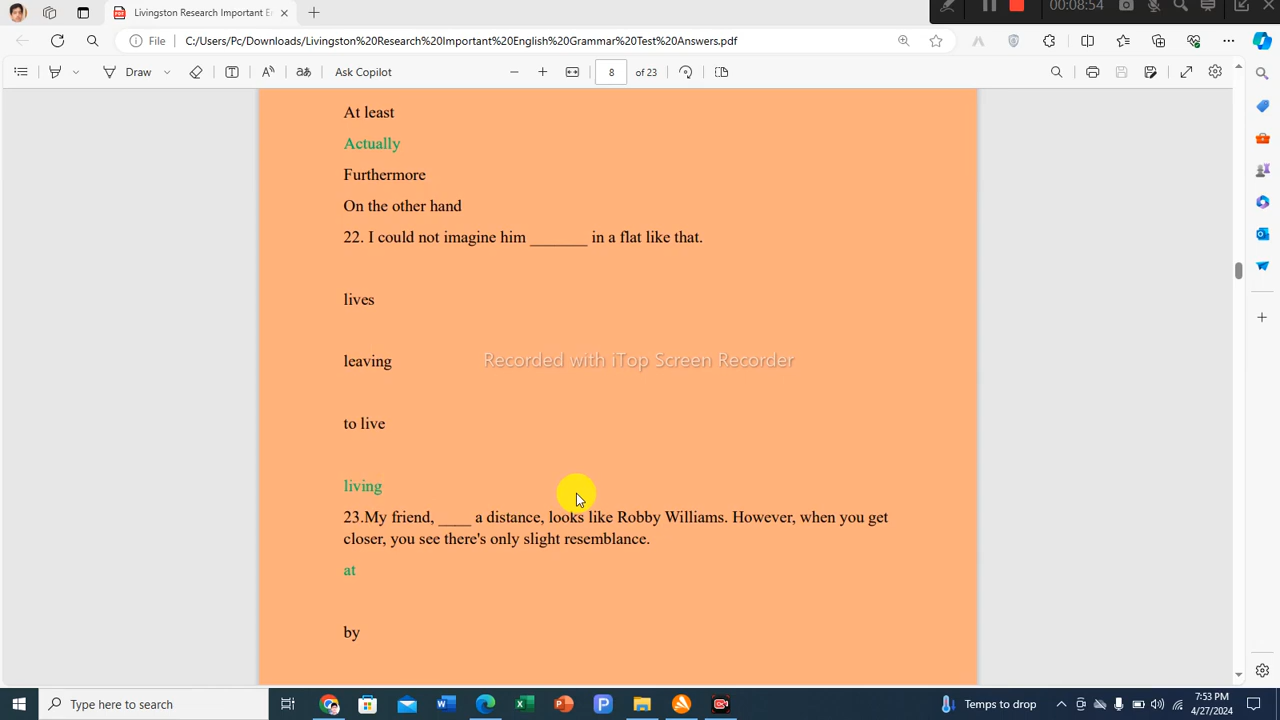 Livingston Research Important E
00:08:54
File
C:/Users/Pc/Downloads/Livingston%20Research%20Important%20English%20Grammar%20Test%20Answers.pdf
Draw
Ask Copilot
8
of 23
At least
Actually
Furthermore
On the other hand
22. I could not imagine him _______ in a flat like that.
lives
leaving
Recorded with iTop Screen Recorder
to live
living
23.My friend, ____ a distance, looks like Robby Williams. However, when you get
closer, you see there's only slight resemblance.
at
by
Type here to search
Temps to drop
7:53 PM
4/27/2024